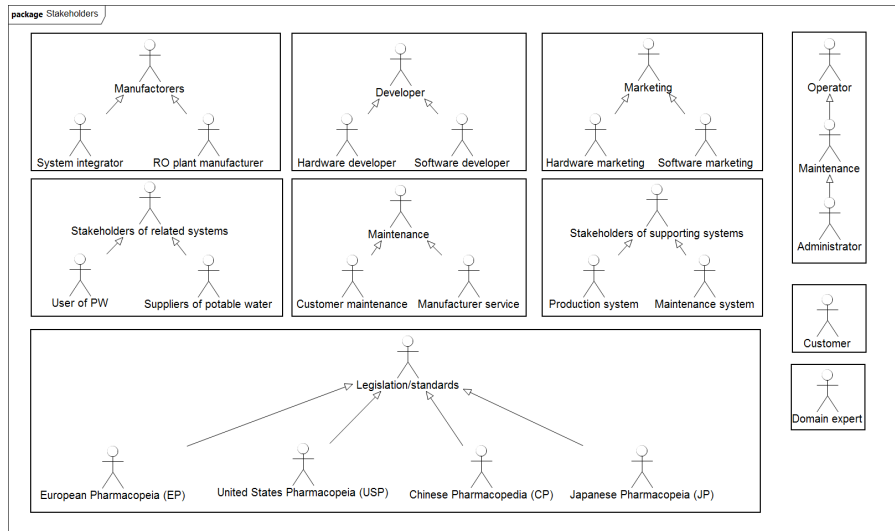 package Stakeholders
Manufactorers
System integrator
RO plant manufacturer
Developer
Hardware developer
Software developer
Marketing
Hardware marketing
Software marketing
Operator
Maintenance
Administrator
Stakeholders of related systems
User of PW
Suppliers of potable water
Maintenance
Customer maintenance
Manufacturer service
Stakeholders of supporting systems
Production system
Maintenance system
Customer
Domain expert
Legislation/standards
European Pharmacopeia (EP)
United States Pharmacopeia (USP)
Chinese Pharmacopedia (CP)
Japanese Pharmacopeia (JP)